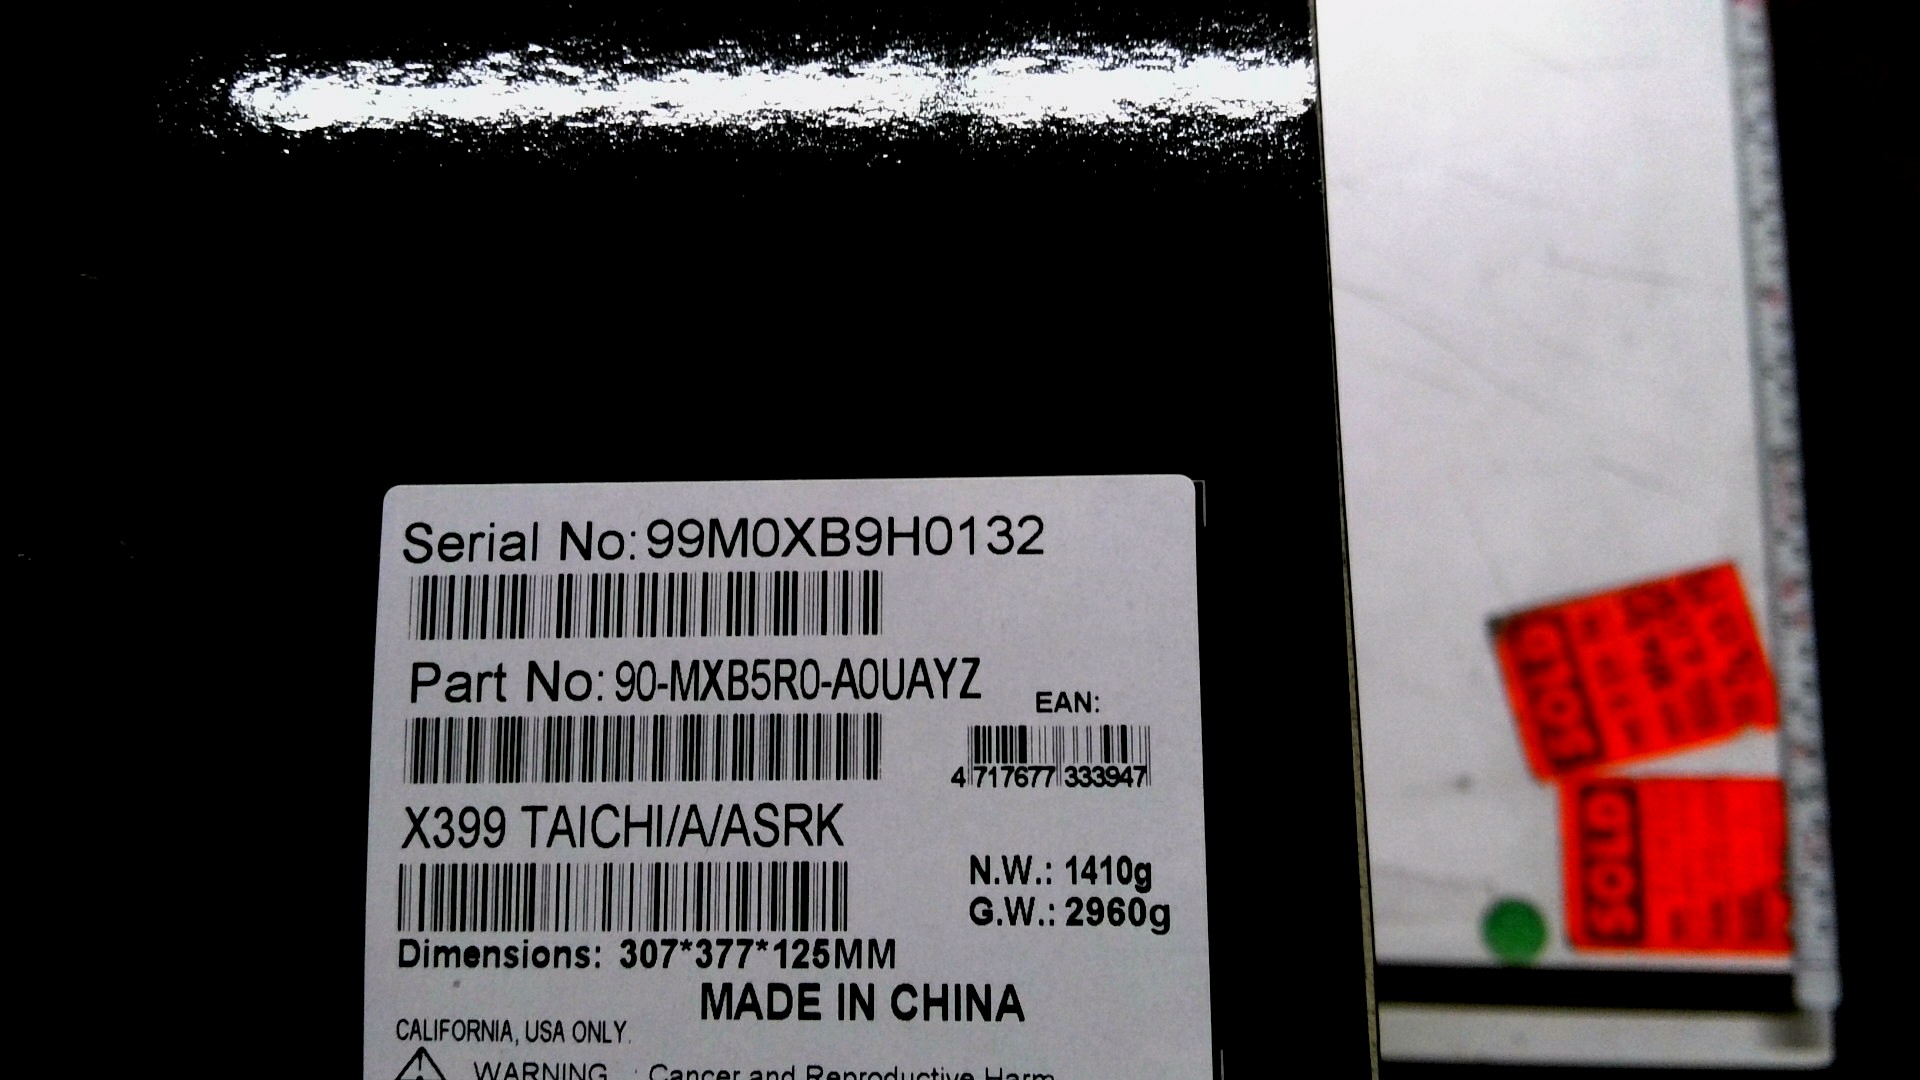 Serial No: 99M0XB9H0132
Part No: 90-MXB5R0-A0UAYZ
EAN:
4 717677 333947
X399 TAICHI/A/ASRK
N.W.: 1410g
G.W.: 2960g
Dimensions: 307*377*125MM
MADE IN CHINA
CALIFORNIA, USA ONLY.
WARNING : Cancer and Reproductive Harm
SOLD
SOLD